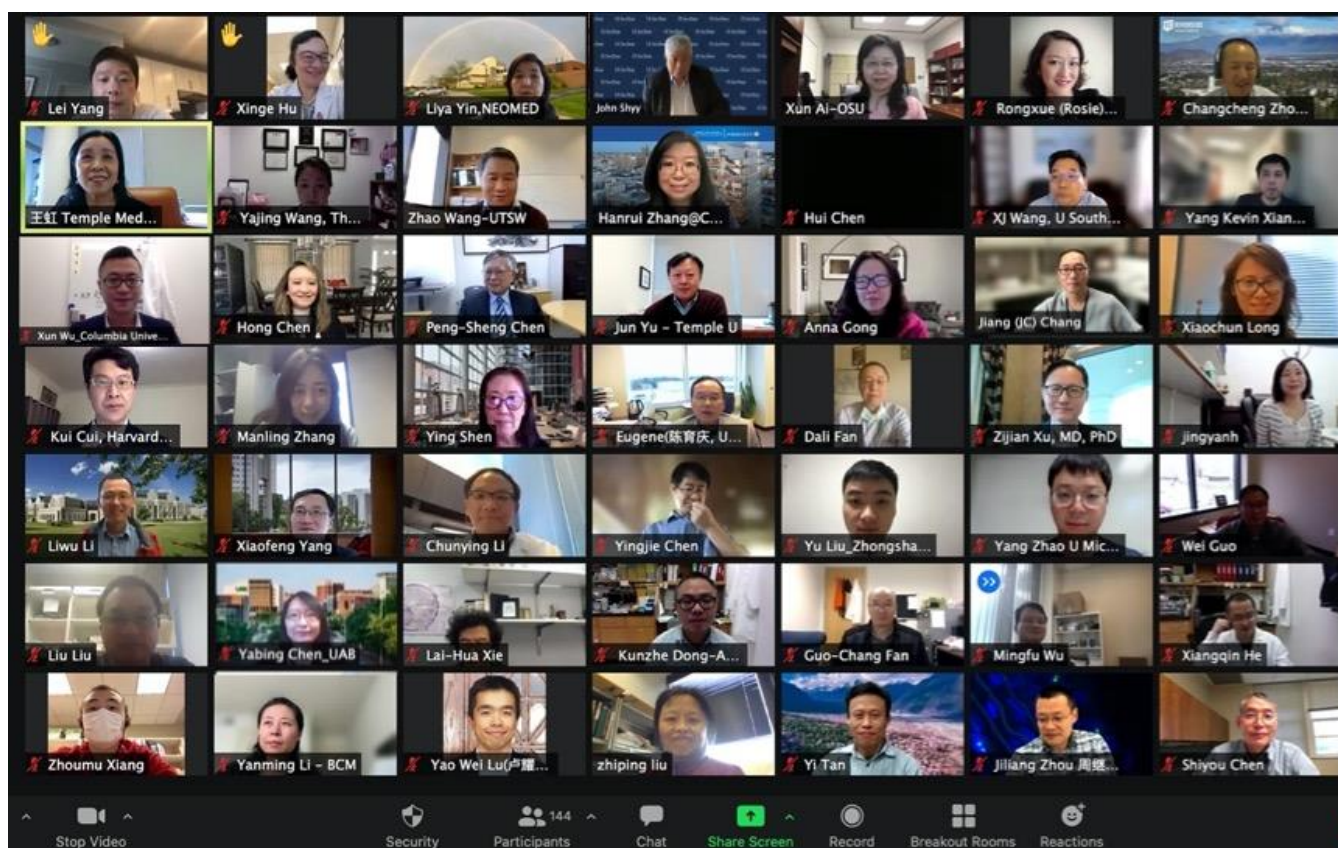 Lei Yang
Xinge Hu
Liya Yin,NEOMED
John Shyy
Xun Ai-OSU
Rongxue (Rosie)...
Changcheng Zho...
王虹 Temple Med...
Yajing Wang, Th...
Zhao Wang-UTSW
Hanrui Zhang@C...
Hui Chen
XJ Wang, U South...
Yang Kevin Xian...
Xun Wu_Columbia Unive...
Hong Chen
Peng-Sheng Chen
Jun Yu - Temple U
Anna Gong
Jiang (JC) Chang
Xiaochun Long
Kui Cui, Harvard...
Manling Zhang
Ying Shen
Eugene(陈育庆, U...
Dali Fan
Zijian Xu, MD, PhD
jingyanh
Liwu Li
Xiaofeng Yang
Chunying Li
Yingjie Chen
Yu Liu_Zhongsha...
Yang Zhao U Mic...
Wei Guo
Liu Liu
Yabing Chen_UAB
Lai-Hua Xie
Kunzhe Dong-A...
Guo-Chang Fan
Mingfu Wu
Xiangqin He
Zhoumu Xiang
Yanming Li - BCM
Yao Wei Lu(卢耀...
zhiping liu
Yi Tan
Jiliang Zhou 周继...
Shiyou Chen
Stop Video
Security
Participants
144
Chat
Share Screen
Record
Breakout Rooms
Reactions